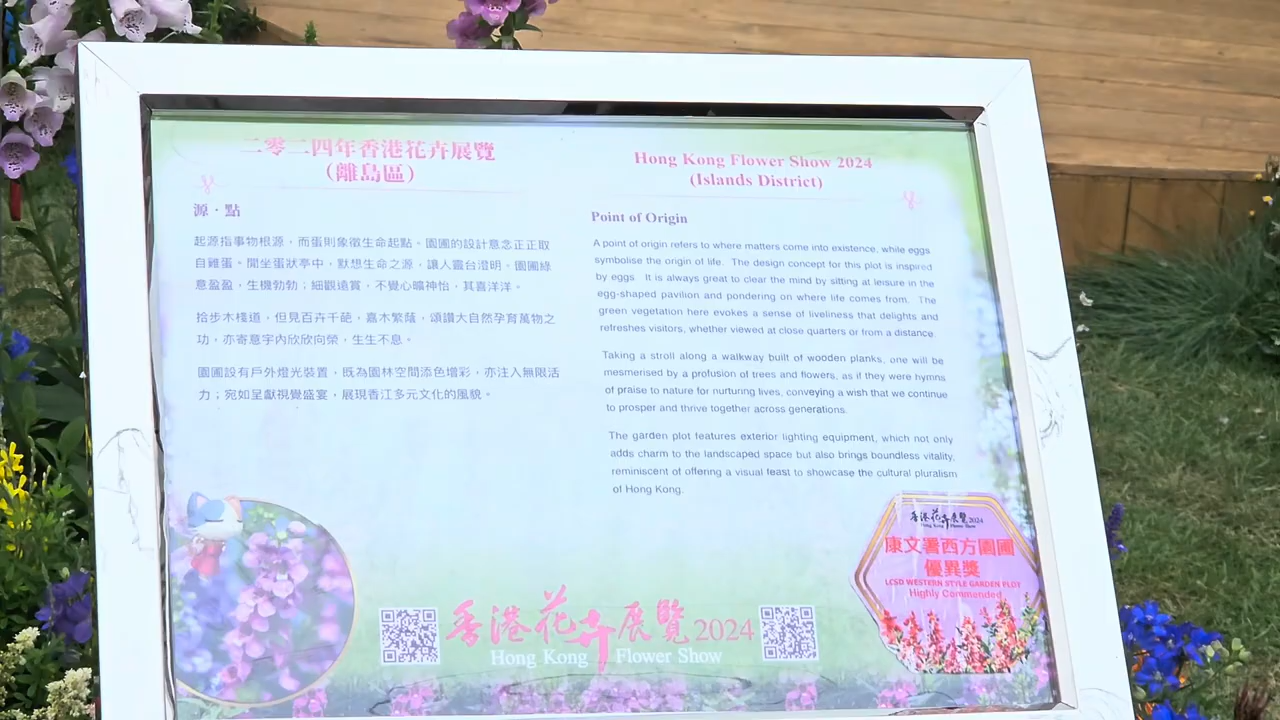 二零二四年香港花卉展覽
（離島區）
源．點
起源指事物根源，而蛋則象徵生命起點。園圃的設計意念正正取
自雞蛋。閒坐蛋狀亭中，默想生命之源，讓人靈台澄明。園圃綠
意盈盈，生機勃勃；細觀遠賞，不覺心曠神怡，其喜洋洋。
拾步木棧道，但見百卉千葩，嘉木繁蔭，頌讚大自然孕育萬物之
功，亦寄意宇內欣欣向榮，生生不息。
園圃設有戶外燈光裝置，既為園林空間添色增彩，亦注入無限活
力；宛如呈獻視覺盛宴，展現香江多元文化的風貌。
Hong Kong Flower Show 2024
(Islands District)
Point of Origin
A point of origin refers to where matters come into existence, while eggs
symbolise the origin of life. The design concept for this plot is inspired
by eggs. It is always great to clear the mind by sitting at leisure in the
egg-shaped pavilion and pondering on where life comes from. The
green vegetation here evokes a sense of liveliness that delights and
refreshes visitors, whether viewed at close quarters or from a distance.
Taking a stroll along a walkway built of wooden planks, one will be
mesmerised by a profusion of trees and flowers, as if they were hymns
of praise to nature for nurturing lives, conveying a wish that we continue
to prosper and thrive together across generations.
The garden plot features exterior lighting equipment, which not only
adds charm to the landscaped space but also brings boundless vitality,
reminiscent of offering a visual feast to showcase the cultural pluralism
of Hong Kong.
香港花卉展覽2024
Hong Kong Flower Show
香港花卉展覽2024
Hong Kong Flower Show
康文署西方園圃
優異獎
LCSD WESTERN STYLE GARDEN PLOT
Highly Commended